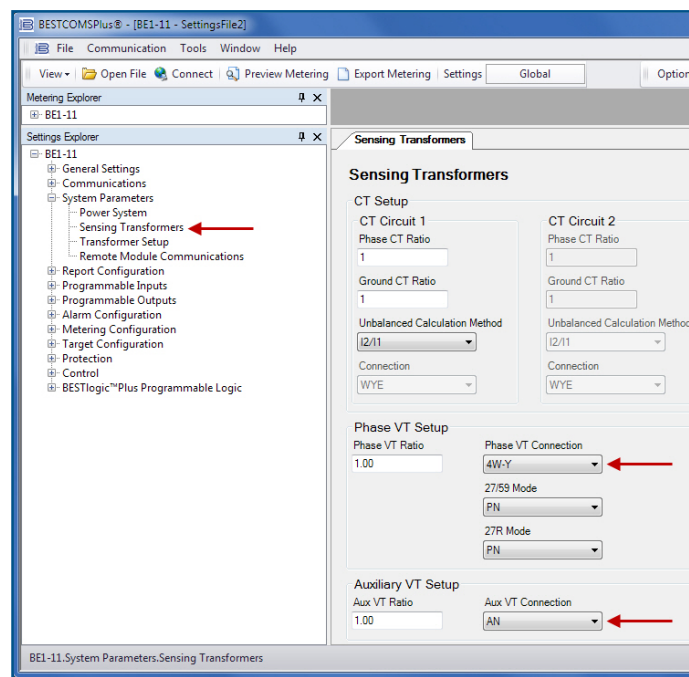 BESTCOMSPlus® - [BE1-11 - SettingsFile2]
File Communication Tools Window Help
View Open File Connect Preview Metering Export Metering Settings Global Option
Metering Explorer
BE1-11
Settings Explorer
BE1-11
General Settings
Communications
System Parameters
Power System
Sensing Transformers
Transformer Setup
Remote Module Communications
Report Configuration
Programmable Inputs
Programmable Outputs
Alarm Configuration
Metering Configuration
Target Configuration
Protection
Control
BESTlogic™Plus Programmable Logic
Sensing Transformers
Sensing Transformers
CT Setup
CT Circuit 1 CT Circuit 2
Phase CT Ratio Phase CT Ratio
1 1
Ground CT Ratio Ground CT Ratio
1 1
Unbalanced Calculation Method Unbalanced Calculation Method
I2/I1 I2/I1
Connection Connection
WYE WYE
Phase VT Setup
Phase VT Ratio Phase VT Connection
1.00 4W-Y
27/59 Mode
PN
27R Mode
PN
Auxiliary VT Setup
Aux VT Ratio Aux VT Connection
1.00 AN
BE1-11.System Parameters.Sensing Transformers